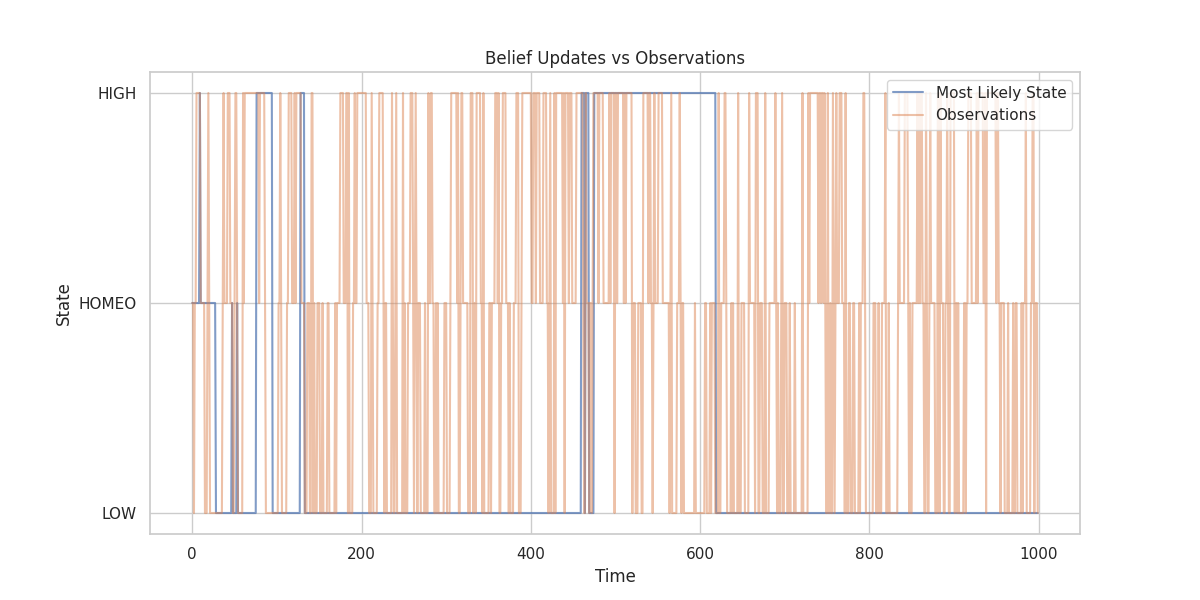 Belief Updates vs Observations
HIGH
HOMEO
LOW
State
Most Likely State
Observations
0
200
400
600
800
1000
Time